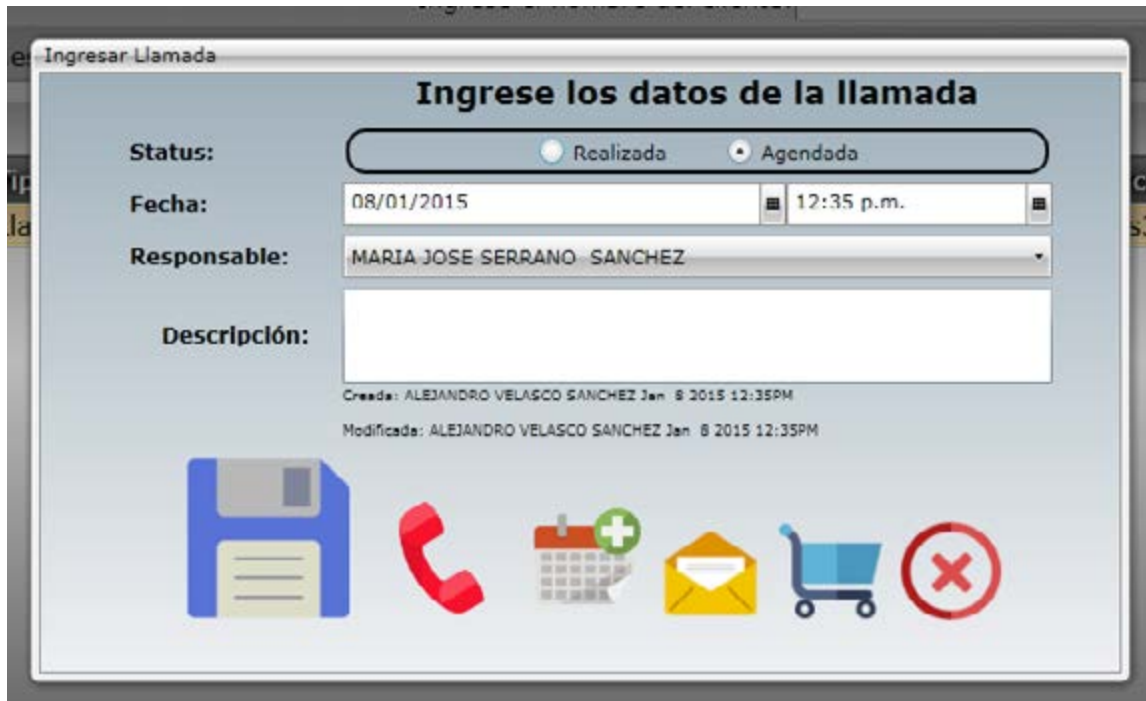 Ingresar Llamada
Ingrese los datos de la llamada
Status:
Realizada Agendada
Fecha:
08/01/2015 12:35 p.m.
Responsable:
MARIA JOSE SERRANO SANCHEZ
Descripción:
Creada: ALEJANDRO VELASCO SANCHEZ Jan 8 2015 12:35PM
Modificada: ALEJANDRO VELASCO SANCHEZ Jan 8 2015 12:35PM